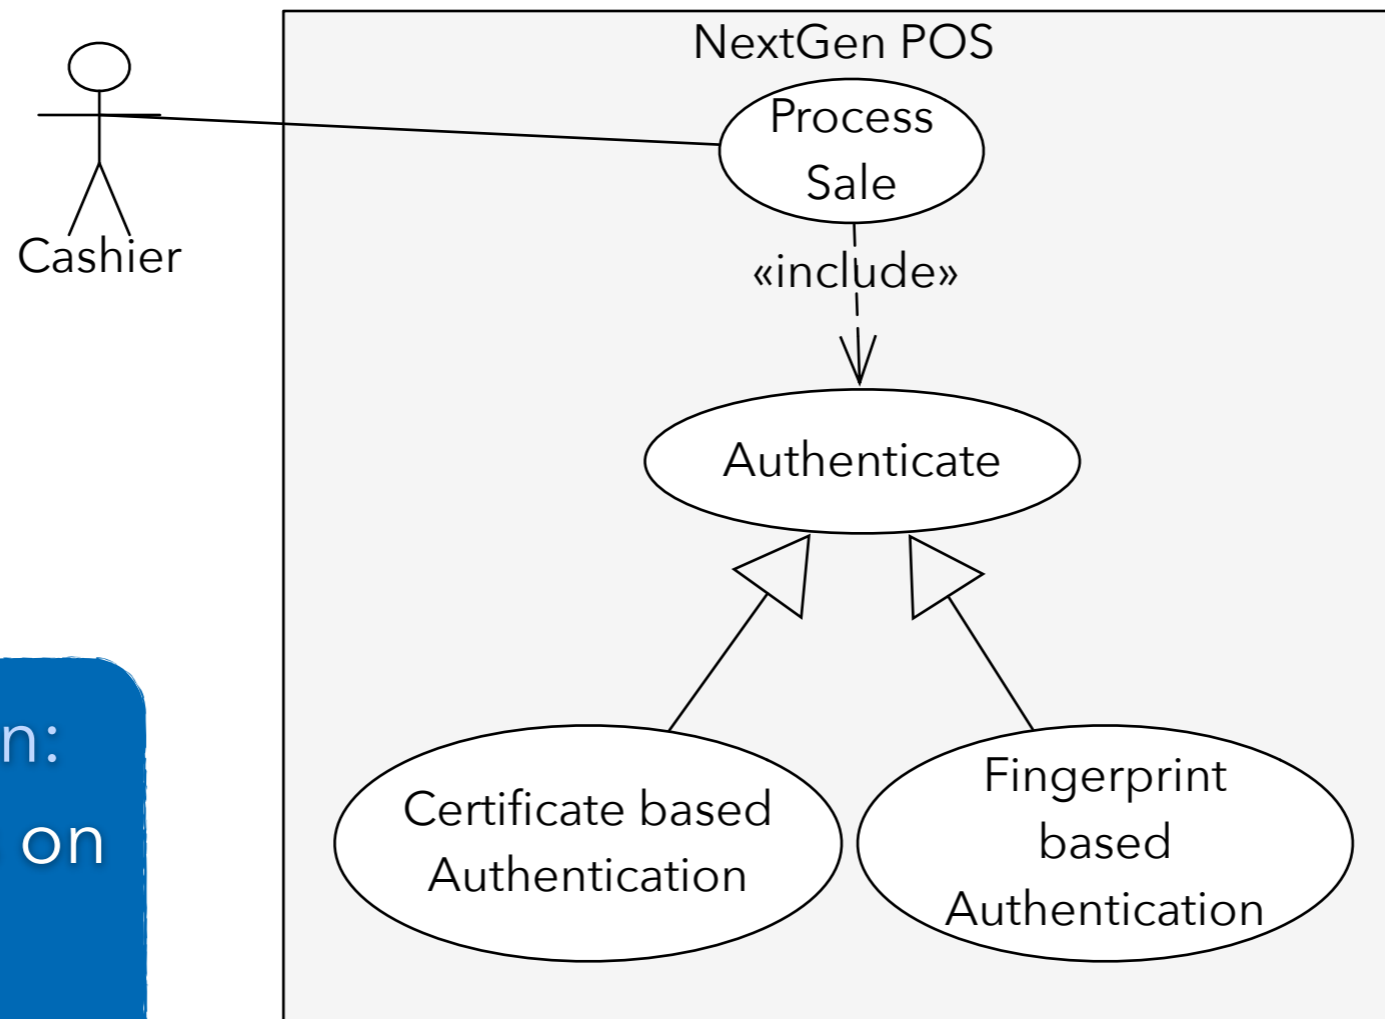 NextGen POS
Process
Sale
Cashier
«include»
Authenticate
n:
on
Certificate based
Authentication
Fingerprint
based
Authentication